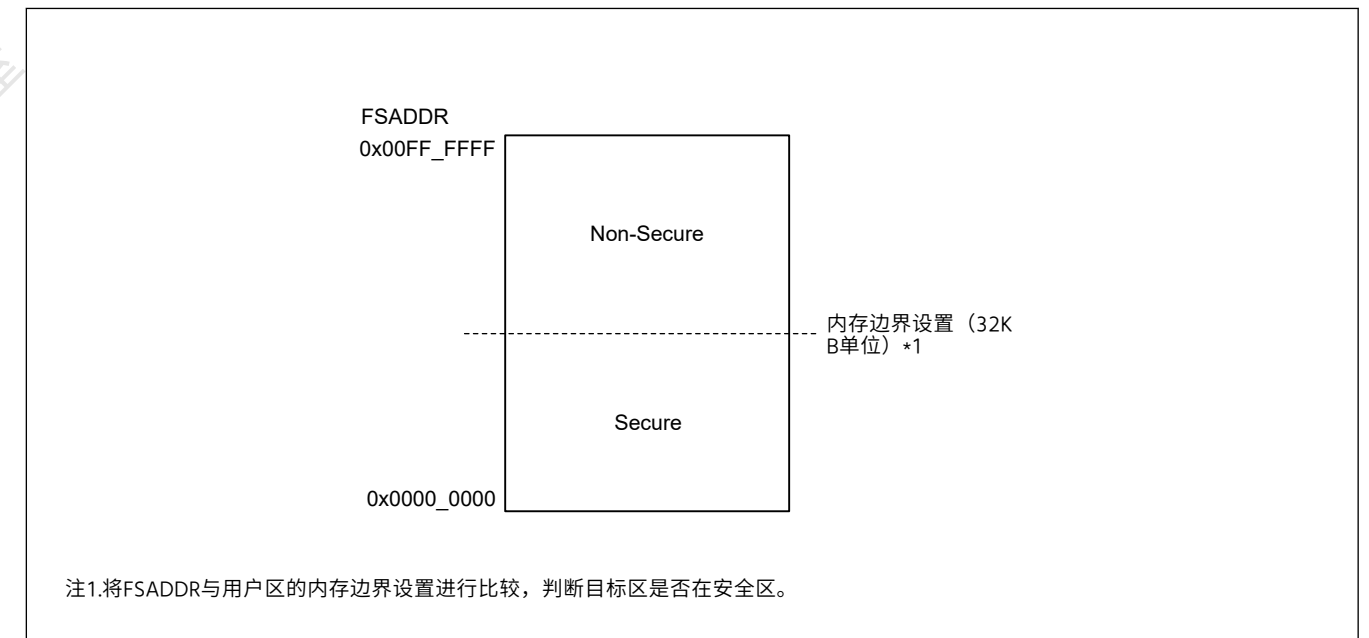 FSADDR
0x00FF_FFFF
Non-Secure
内存边界设置（32K
B单位）*1
Secure
0x0000_0000
注1.将FSADDR与用户区的内存边界设置进行比较，判断目标区是否在安全区。